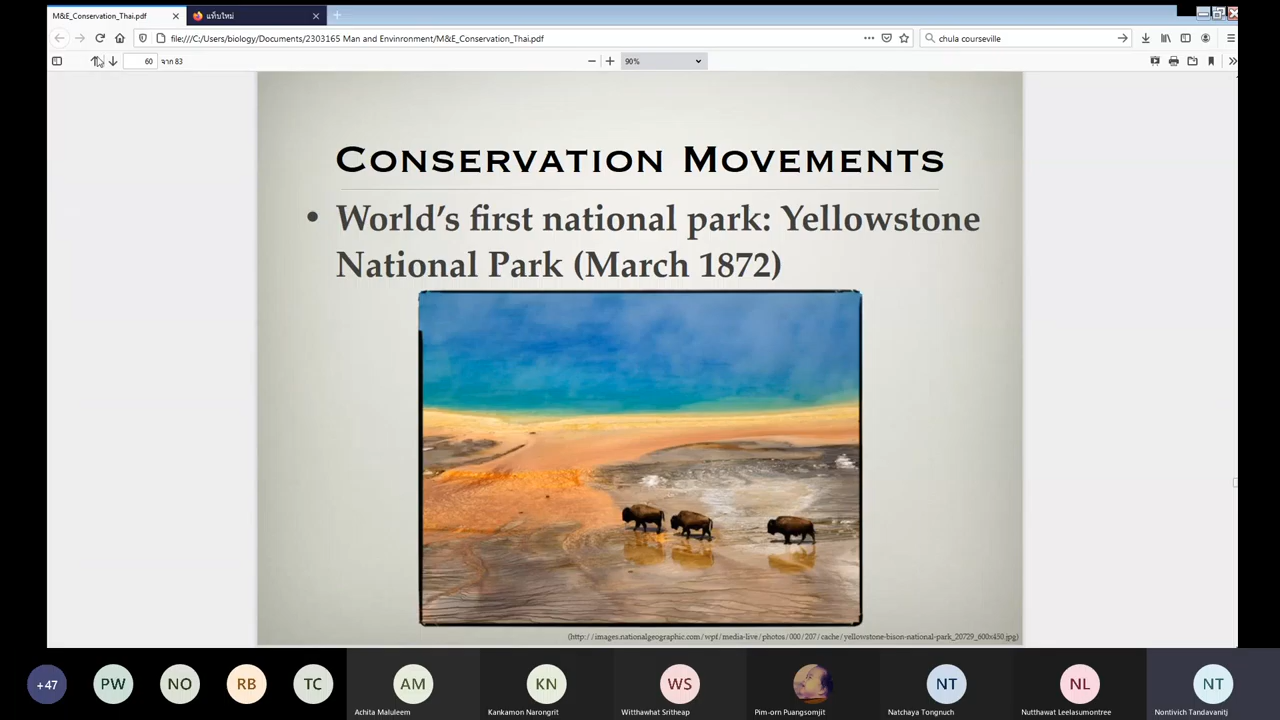 M&E_Conservation_Thai.pdf
แท็บใหม่
file:///C:/Users/biology/Documents/2303165 Man and Envinronment/M&E_Conservation_Thai.pdf
chula courseville
60 จาก 83
90%
Conservation Movements
• World's first national park: Yellowstone
National Park (March 1872)
(http://images.nationalgeographic.com/wpf/media-live/photos/000/207/cache/yellowstone-bison-national-park_20729_600x450.jpg)
+47 PW NO RB TC AM KN WS NT NL NT
Achita Maluleem Kankamon Narongrit Witthawhat Sritheap Pim-orn Puangsomjit Natchaya Tongnuch Nutthawat Leelasumontree Nontivich Tandavanitj